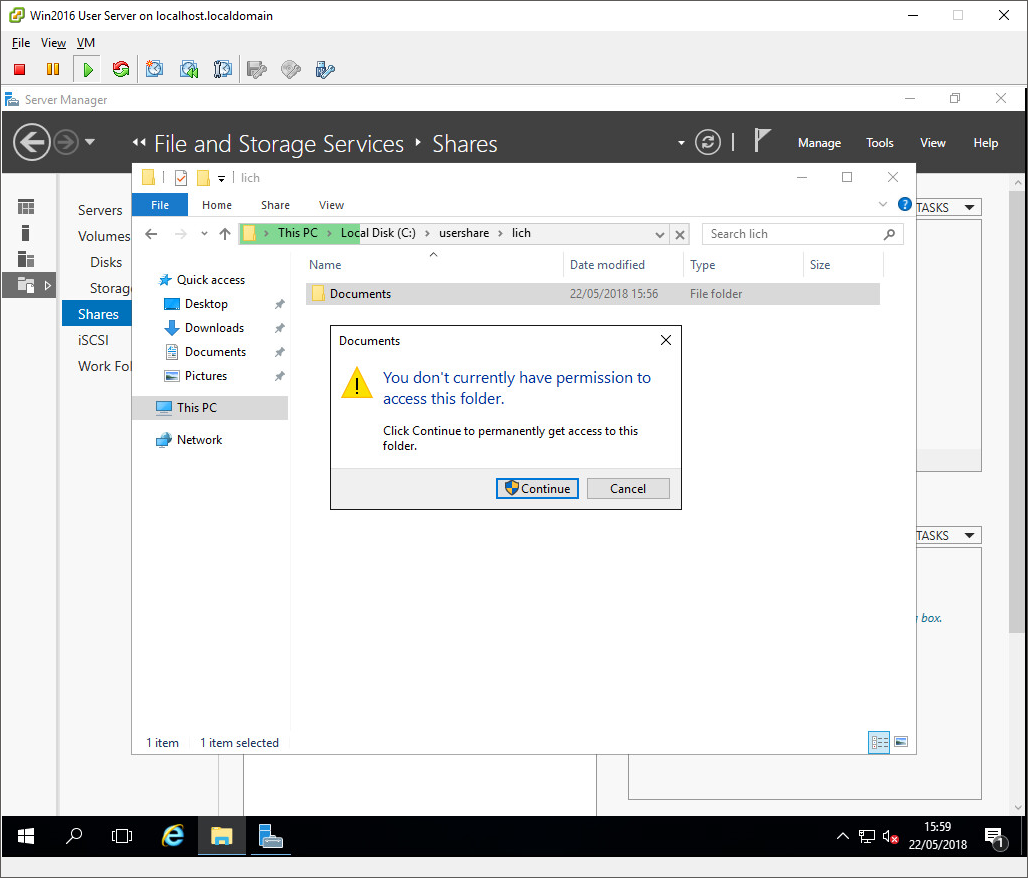 Win2016 User Server on localhost.localdomain
File View VM
Server Manager
File and Storage Services Shares
Manage Tools View Help
lich
File Home Share View
This PC Local Disk (C:) usershare lich
Search lich
TASKS
Servers
Volumes
Disks
Storag
Shares
iSCSI
Work Fol
Quick access
Desktop
Downloads
Documents
Pictures
This PC
Network
Name Date modified Type Size
Documents 22/05/2018 15:56 File folder
Documents
You don't currently have permission to
access this folder.
Click Continue to permanently get access to this
folder.
Continue Cancel
TASKS
box.
1 item 1 item selected
15:59
22/05/2018
1